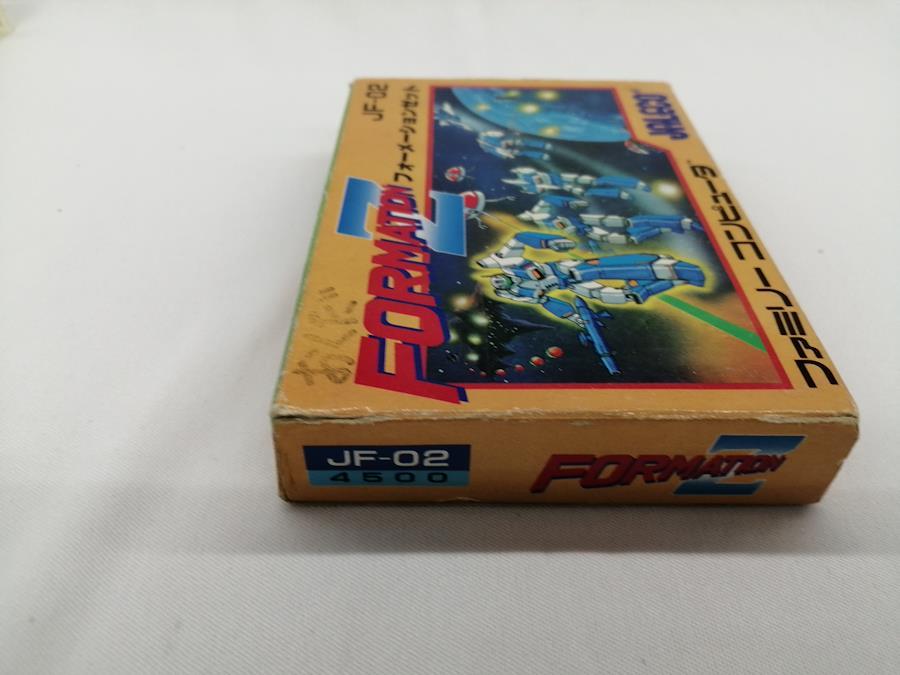 JF-02
フォーメーションゼット
FORMATION
Z
JALECO
ファミリー コンピュータ
JF-02
4500
FORMATION Z